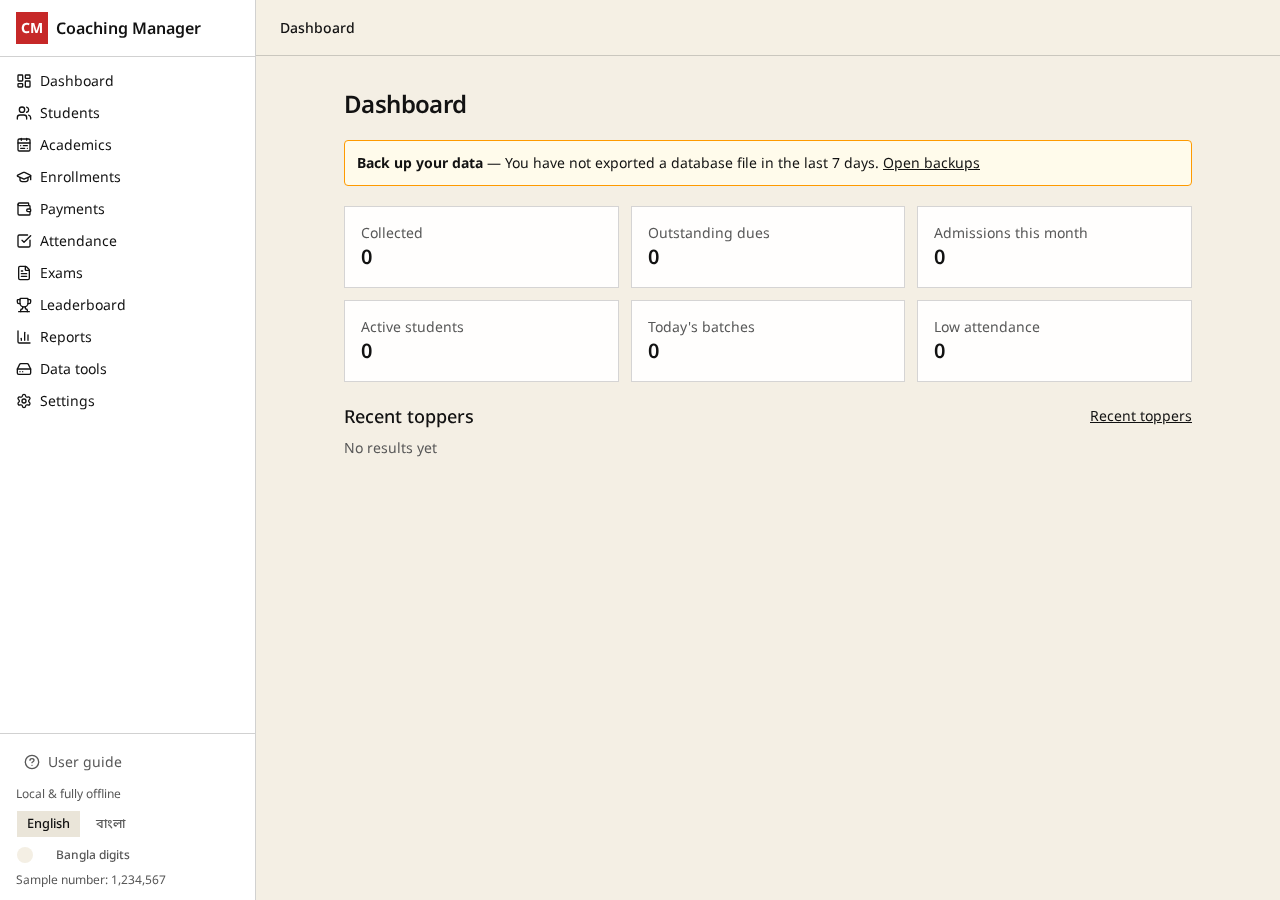 CM Coaching Manager
Dashboard
Students
Academics
Enrollments
Payments
Attendance
Exams
Leaderboard
Reports
Data tools
Settings
User guide
Local & fully offline
English বাংলা
Bangla digits
Sample number: 1,234,567
Dashboard
Dashboard
Back up your data — You have not exported a database file in the last 7 days. Open backups
Collected
0
Outstanding dues
0
Admissions this month
0
Active students
0
Today's batches
0
Low attendance
0
Recent toppers
Recent toppers
No results yet